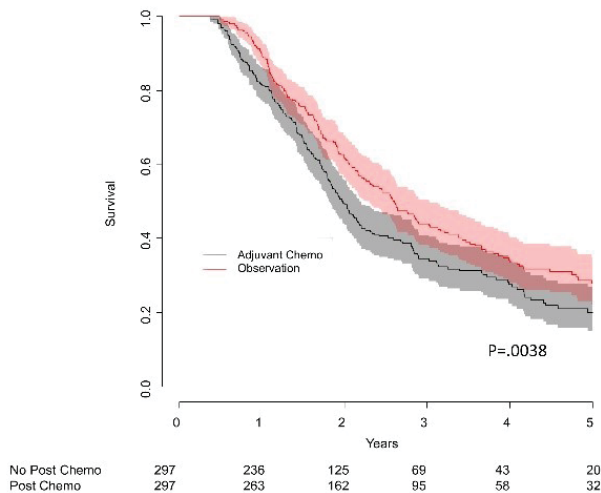 1.0
0.8
0.6
0.4
0.2
0.0
Survival
Adjuvant Chemo
Observation
P=.0038
0 1 2 3 4 5
Years
No Post Chemo 297 236 125 69 43 20
Post Chemo 297 263 162 95 58 32